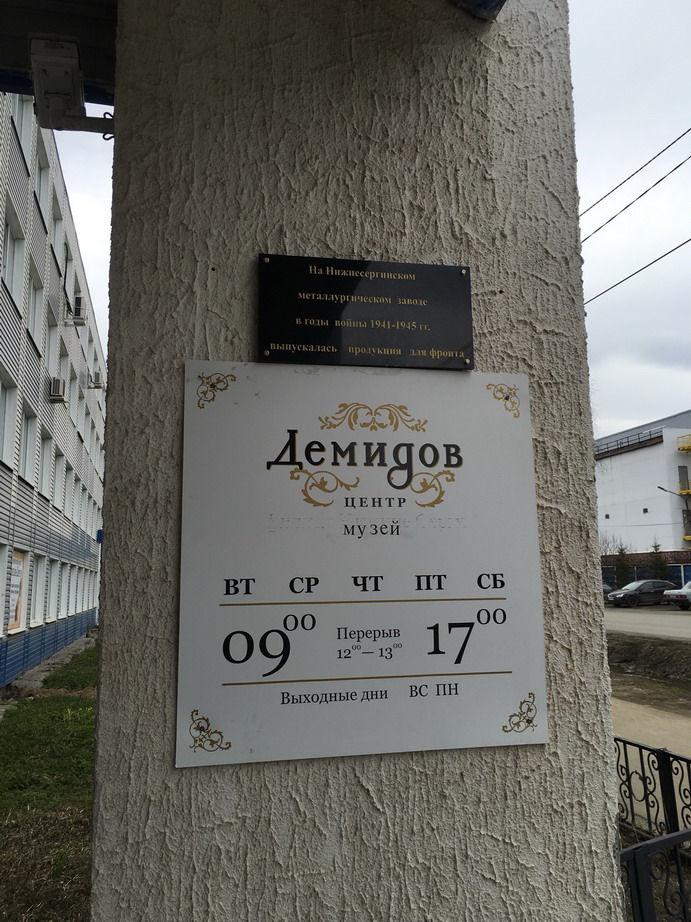 На Нижнесергинском
металлургическом заводе
в годы войны 1941-1945 гг.
выпускалась продукция для фронта
Демидов
ЦЕНТР
музей
ВТ СР ЧТ ПТ СБ
09⁰⁰ Перерыв 17⁰⁰
12⁰⁰ — 13⁰⁰
Выходные дни ВС ПН